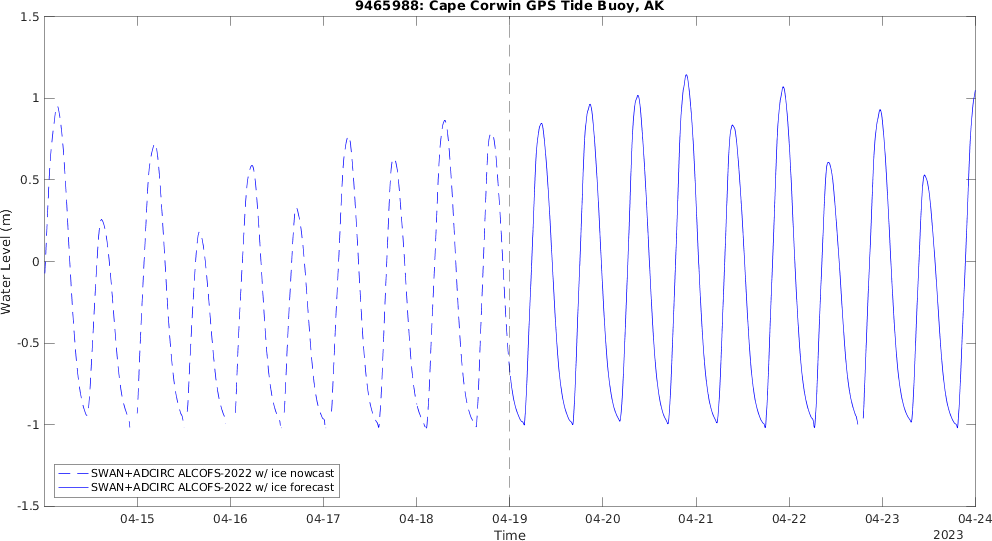 9465988: Cape Corwin GPS Tide Buoy, AK
1.5
1
0.5
0
-0.5
-1
-1.5
Water Level (m)
SWAN+ADCIRC ALCOFS-2022 w/ ice nowcast
SWAN+ADCIRC ALCOFS-2022 w/ ice forecast
04-15 04-16 04-17 04-18 04-19 04-20 04-21 04-22 04-23 04-24
Time
2023